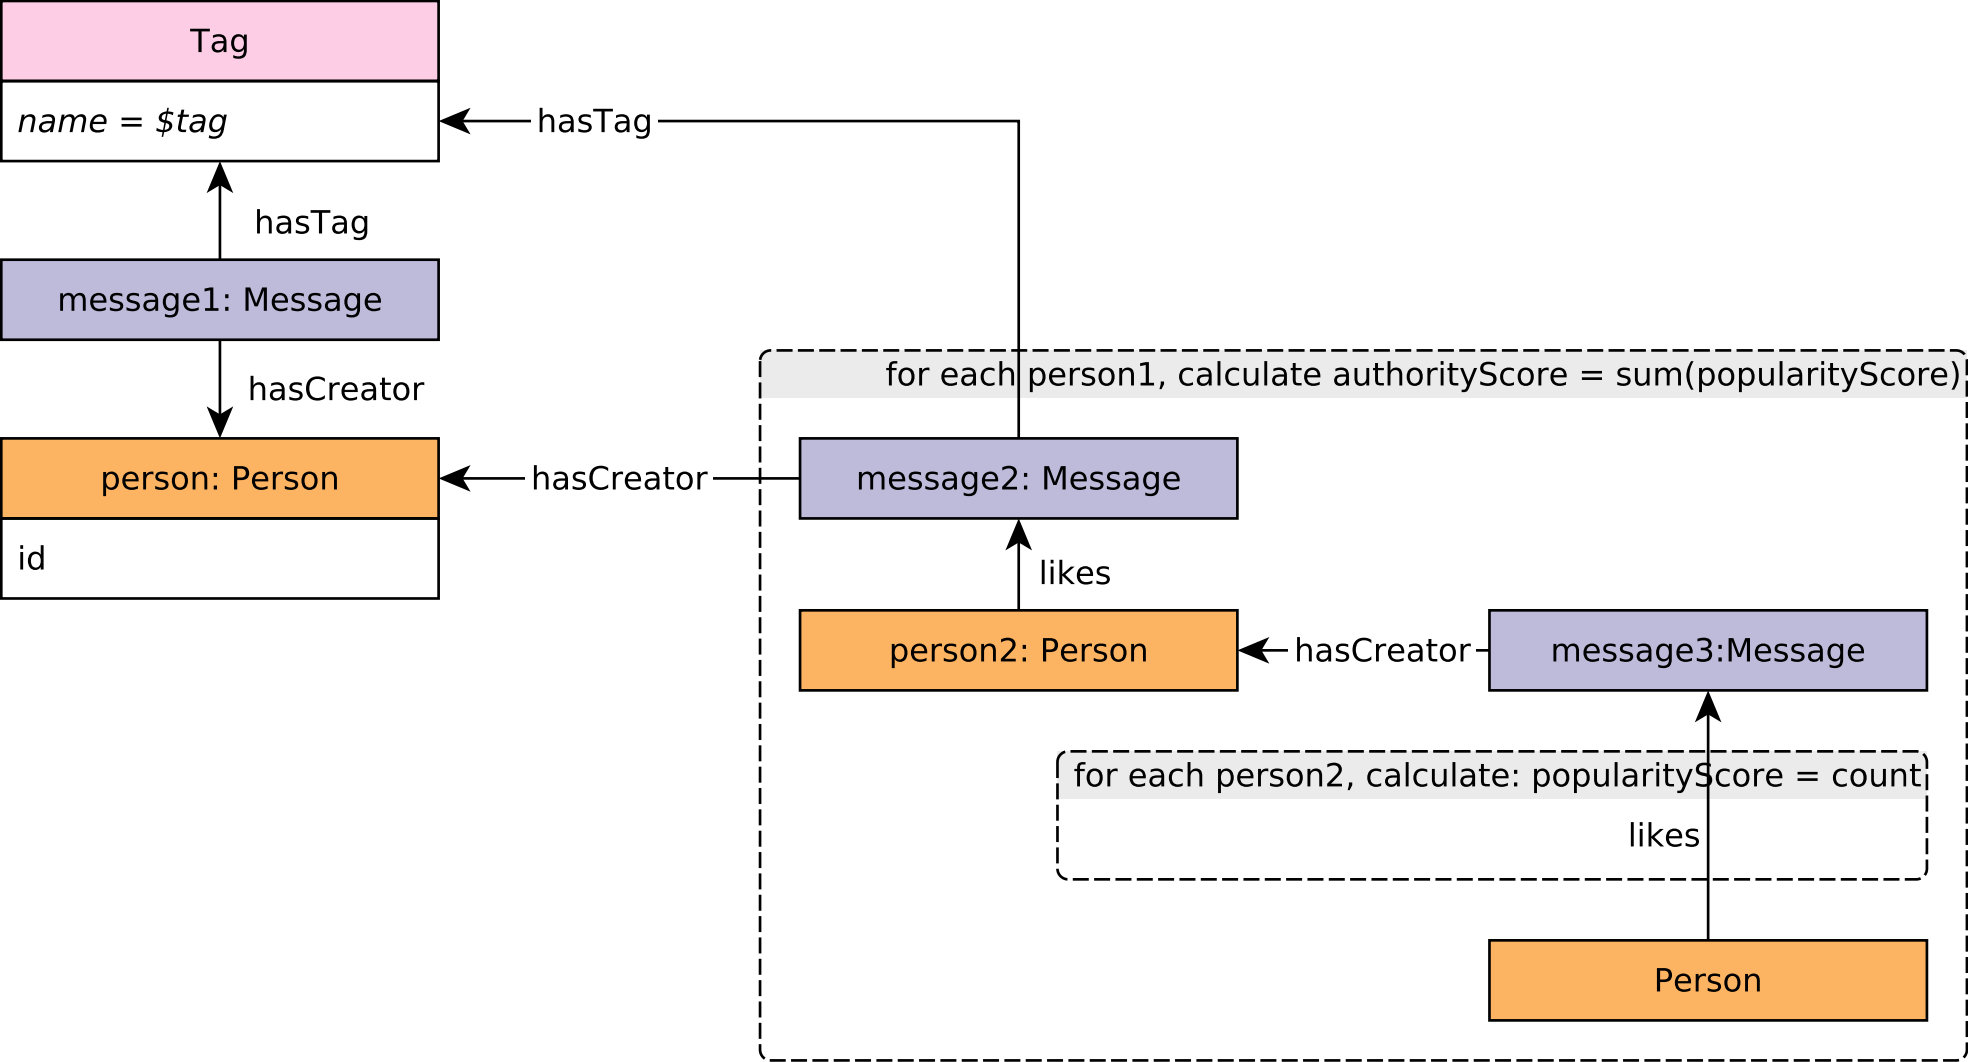 Tag
name = $tag
hasTag
hasTag
message1: Message
hasCreator
for each person1, calculate authorityScore = sum(popularityScore)
person: Person
hasCreator
message2: Message
id
likes
person2: Person
hasCreator
message3:Message
for each person2, calculate: popularityScore = count
likes
Person